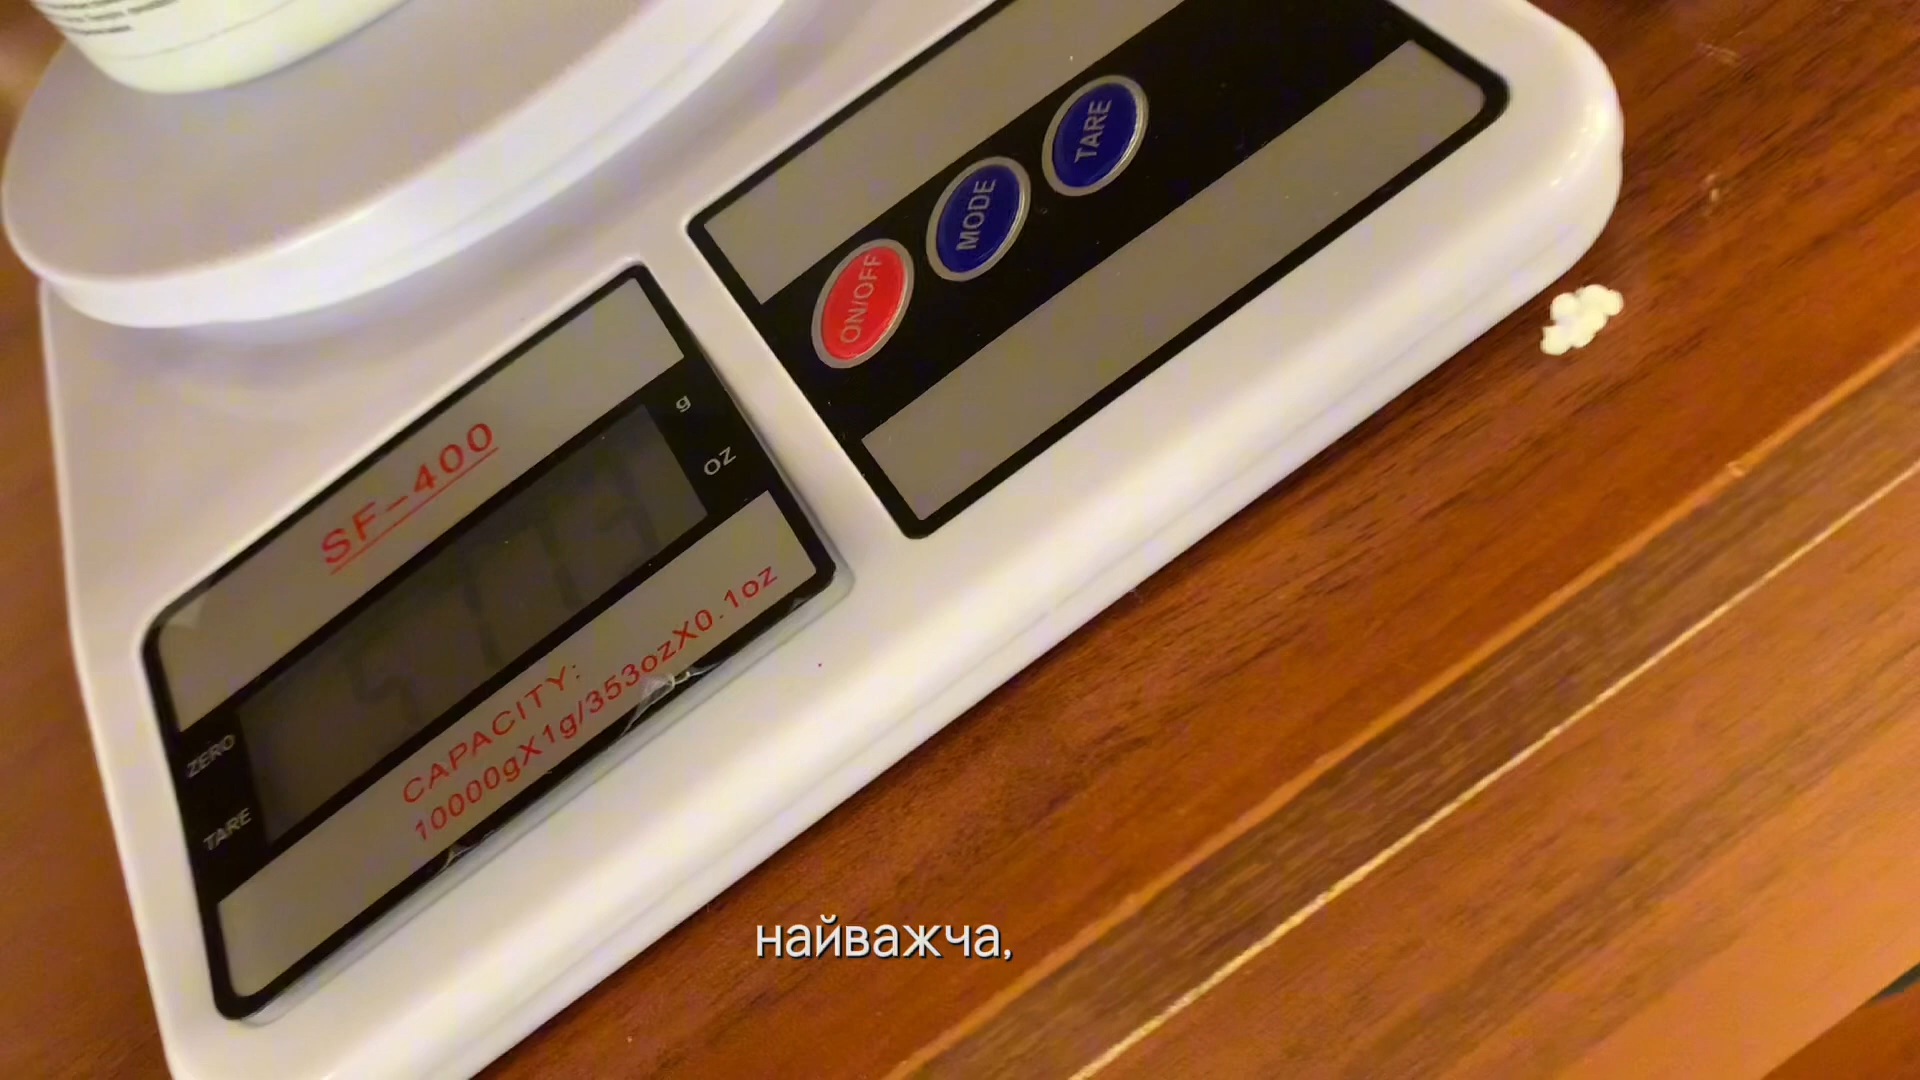 ON/OFF
MODE
TARE
SF-400
g
OZ
ZERO
TARE
CAPACITY:
10000gX1g/353ozX0.1oz
найважча,